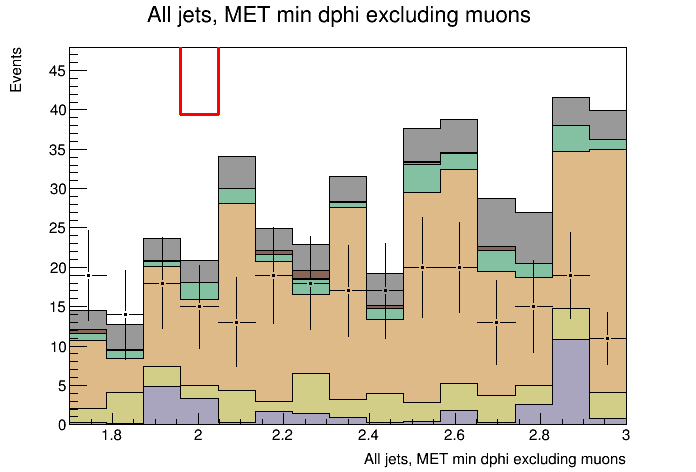 All jets, MET min dphi excluding muons
Events
45
40
35
30
25
20
15
10
5
0
1.8 2 2.2 2.4 2.6 2.8 3
All jets, MET min dphi excluding muons